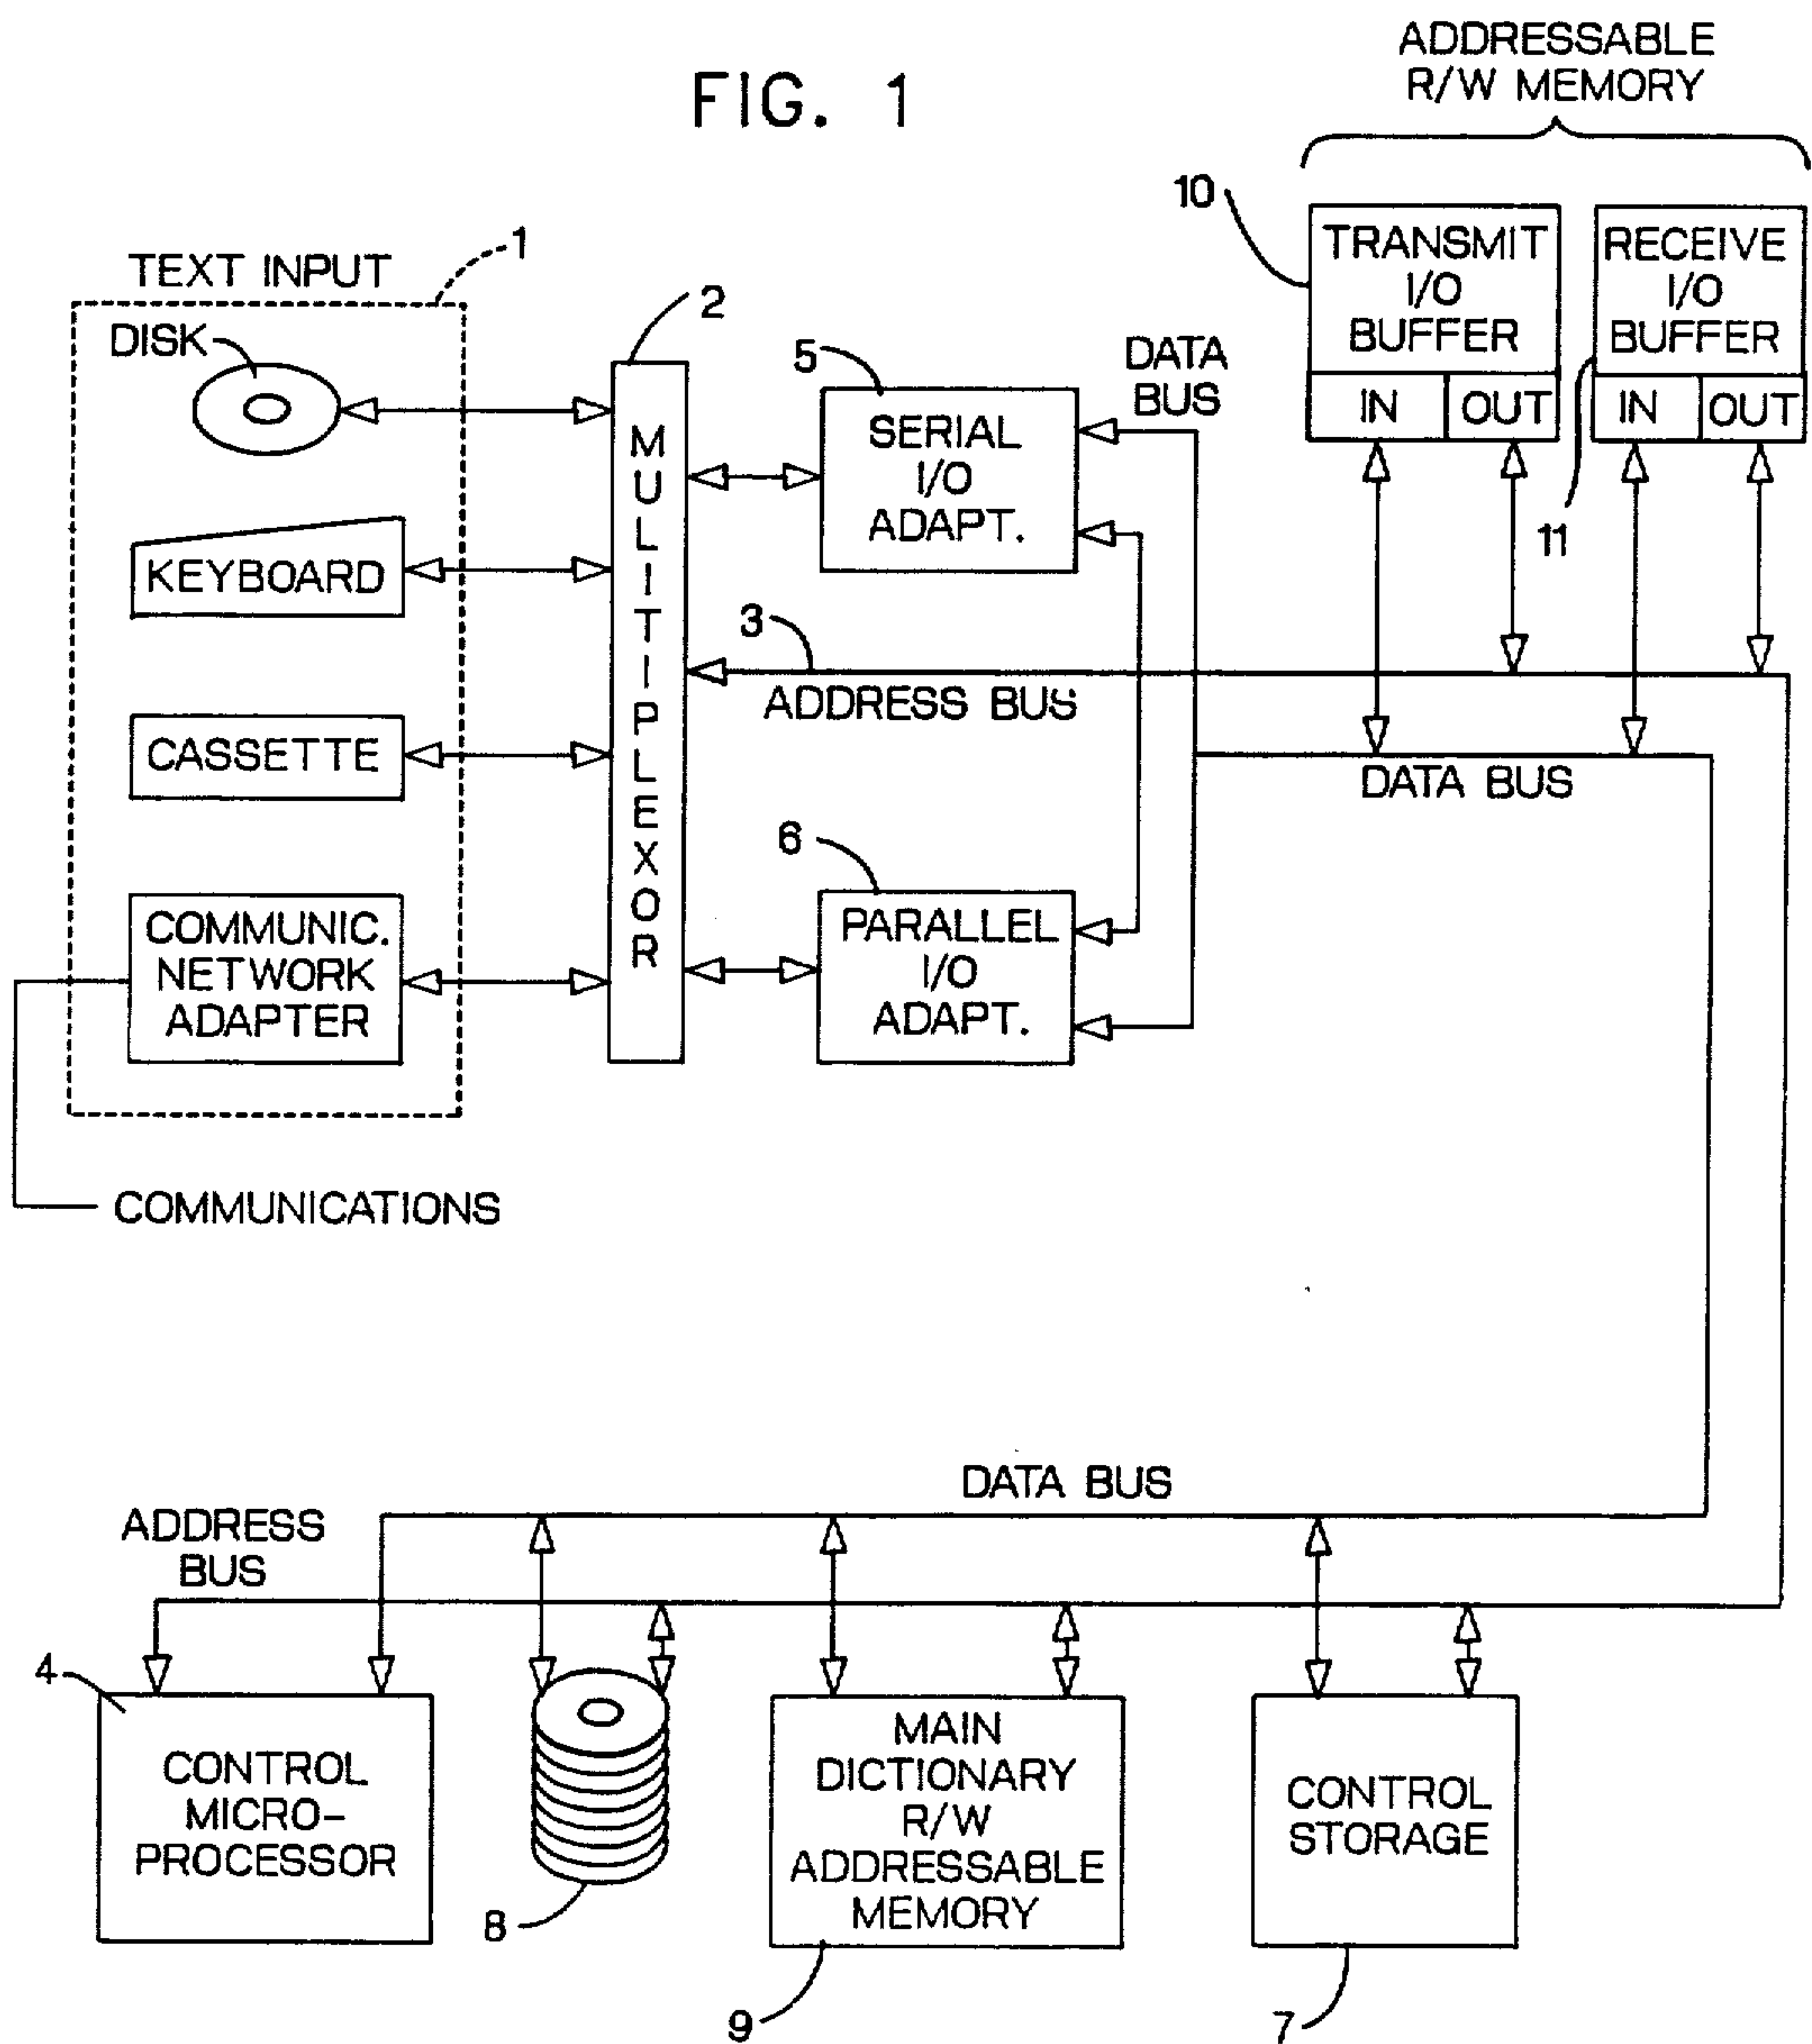 FIG. 1
ADDRESSABLE
R/W MEMORY
10
TRANSMIT
I/O
BUFFER
IN
OUT
RECEIVE
I/O
BUFFER
IN
OUT
11
TEXT INPUT
1
DISK
KEYBOARD
CASSETTE
COMMUNIC.
NETWORK
ADAPTER
COMMUNICATIONS
2
MULITIPLEXOR
5
SERIAL
I/O
ADAPT.
DATA
BUS
3
ADDRESS BUS
DATA BUS
6
PARALLEL
I/O
ADAPT.
DATA BUS
ADDRESS
BUS
4
CONTROL
MICRO-
PROCESSOR
8
MAIN
DICTIONARY
R/W
ADDRESSABLE
MEMORY
9
CONTROL
STORAGE
7